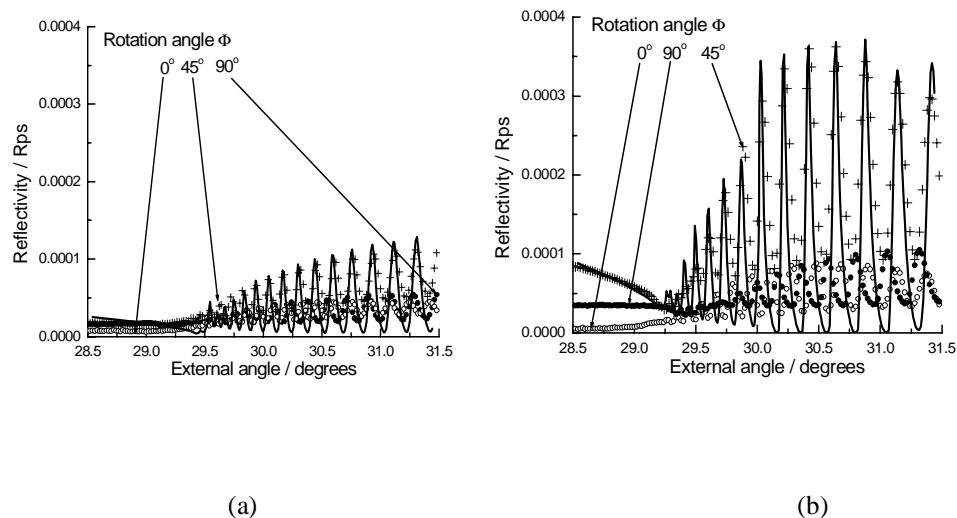 0.0004
0.0003
0.0002
0.0001
0.0000
Reflectivity / Rps
Rotation angle Φ
0° 45° 90°
28.5 29.0 29.5 30.0 30.5 31.0 31.5
External angle / degrees
(a)
0.0004
0.0003
0.0002
0.0001
0.0000
Reflectivity / Rps
Rotation angle Φ
0° 90° 45°
28.5 29.0 29.5 30.0 30.5 31.0 31.5
External angle / degrees
(b)